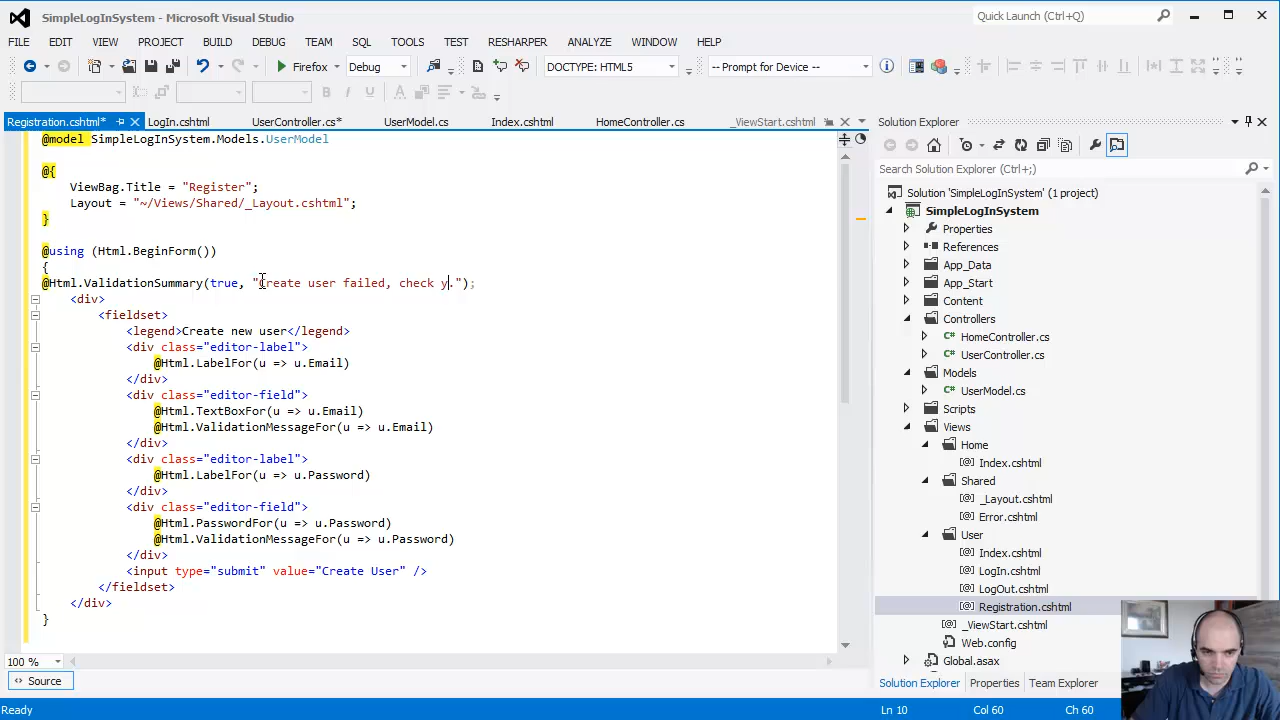 SimpleLogInSystem - Microsoft Visual Studio
Quick Launch (Ctrl+Q)
FILE EDIT VIEW PROJECT BUILD DEBUG TEAM SQL TOOLS TEST RESHARPER ANALYZE WINDOW HELP
Firefox Debug DOCTYPE: HTML5 -- Prompt for Device --
Registration.cshtml* LogIn.cshtml UserController.cs* UserModel.cs Index.cshtml HomeController.cs _ViewStart.cshtml
@model SimpleLogInSystem.Models.UserModel
@{
ViewBag.Title = "Register";
Layout = "~/Views/Shared/_Layout.cshtml";
}
@using (Html.BeginForm())
{
@Html.ValidationSummary(true, "Create user failed, check y.");
<div>
<fieldset>
<legend>Create new user</legend>
<div class="editor-label">
@Html.LabelFor(u => u.Email)
</div>
<div class="editor-field">
@Html.TextBoxFor(u => u.Email)
@Html.ValidationMessageFor(u => u.Email)
</div>
<div class="editor-label">
@Html.LabelFor(u => u.Password)
</div>
<div class="editor-field">
@Html.PasswordFor(u => u.Password)
@Html.ValidationMessageFor(u => u.Password)
</div>
<input type="submit" value="Create User" />
</fieldset>
</div>
}
100 %
Source
Solution Explorer
Search Solution Explorer (Ctrl+;)
Solution 'SimpleLogInSystem' (1 project)
SimpleLogInSystem
Properties
References
App_Data
App_Start
Content
Controllers
HomeController.cs
UserController.cs
Models
UserModel.cs
Scripts
Views
Home
Index.cshtml
Shared
_Layout.cshtml
Error.cshtml
User
Index.cshtml
LogIn.cshtml
LogOut.cshtml
Registration.cshtml
_ViewStart.cshtml
Web.config
Global.asax
Solution Explorer Properties Team Explorer
Ready Ln 10 Col 60 Ch 60